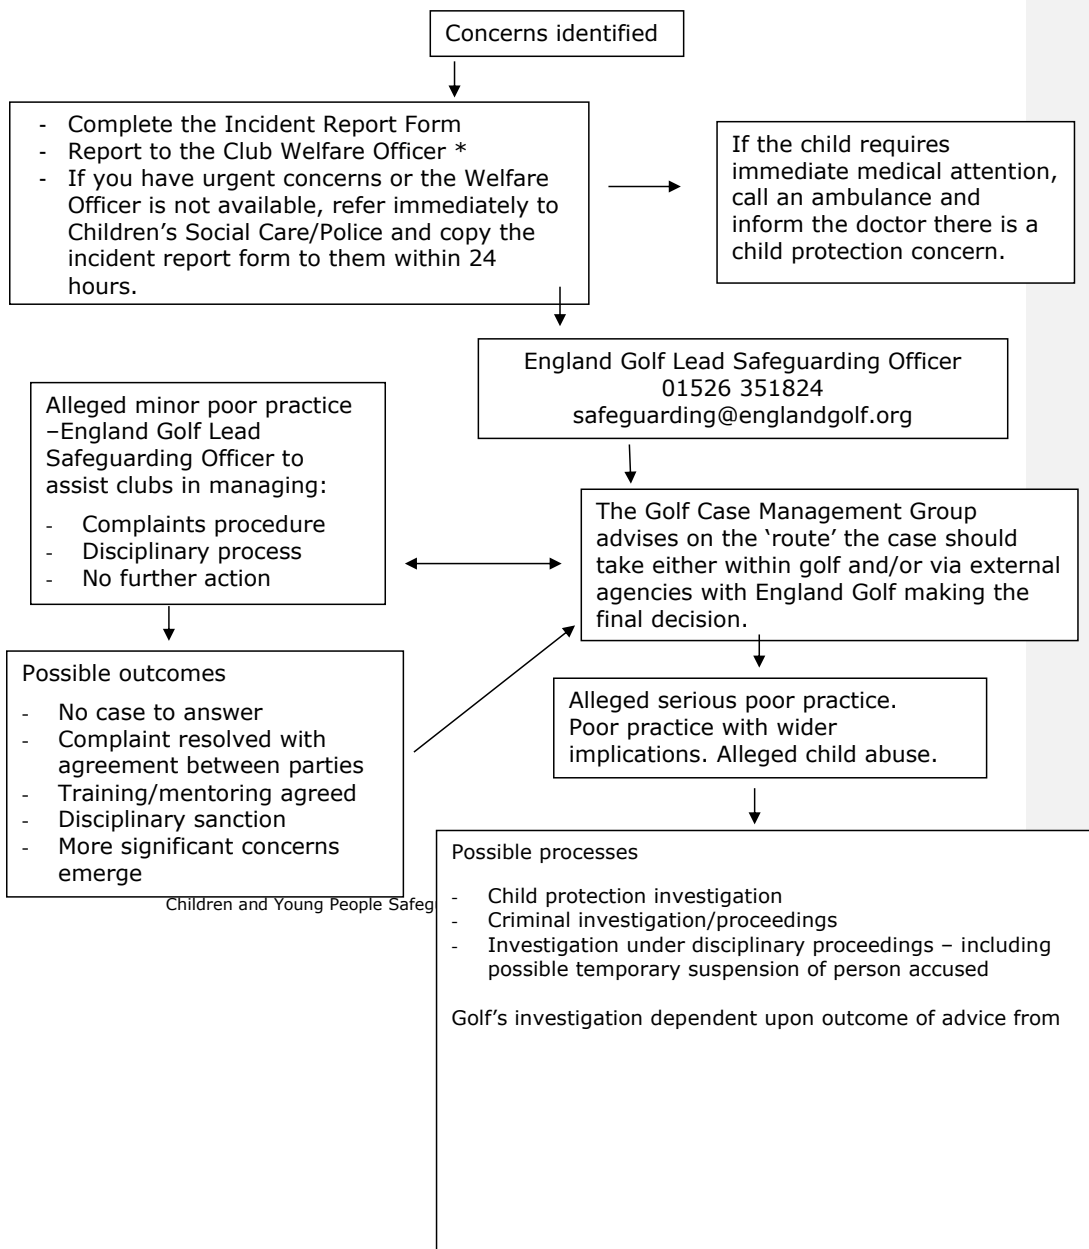 Concerns identified
- Complete the Incident Report Form
- Report to the Club Welfare Officer *
- If you have urgent concerns or the Welfare
Officer is not available, refer immediately to
Children's Social Care/Police and copy the
incident report form to them within 24
hours.
If the child requires
immediate medical attention,
call an ambulance and
inform the doctor there is a
child protection concern.
England Golf Lead Safeguarding Officer
01526 351824
safeguarding@englandgolf.org
Alleged minor poor practice
–England Golf Lead
Safeguarding Officer to
assist clubs in managing:
- Complaints procedure
- Disciplinary process
- No further action
The Golf Case Management Group
advises on the ‘route’ the case should
take either within golf and/or via external
agencies with England Golf making the
final decision.
Possible outcomes
- No case to answer
- Complaint resolved with
agreement between parties
- Training/mentoring agreed
- Disciplinary sanction
- More significant concerns
emerge
Alleged serious poor practice.
Poor practice with wider
implications. Alleged child abuse.
Possible processes
- Child protection investigation
- Criminal investigation/proceedings
- Investigation under disciplinary proceedings – including
possible temporary suspension of person accused
Golf's investigation dependent upon outcome of advice from
Children and Young People Safeg